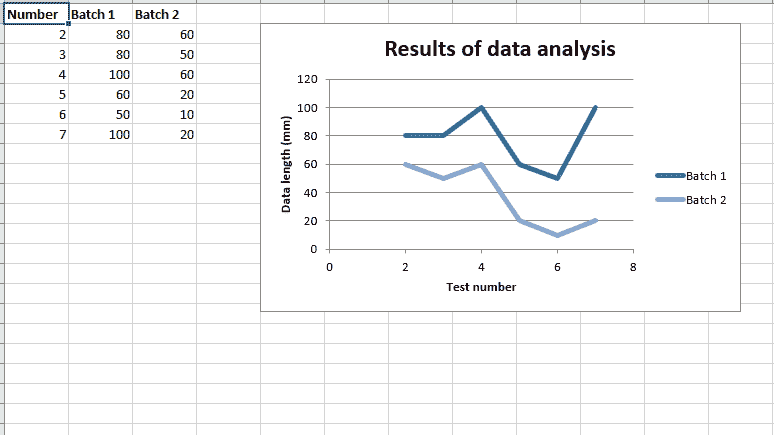 Number Batch 1 Batch 2
2 80 60
3 80 50
4 100 60
5 60 20
6 50 10
7 100 20
Results of data analysis
120
100
80
60
40
20
0
Data length (mm)
0 2 4 6 8
Test number
Batch 1
Batch 2